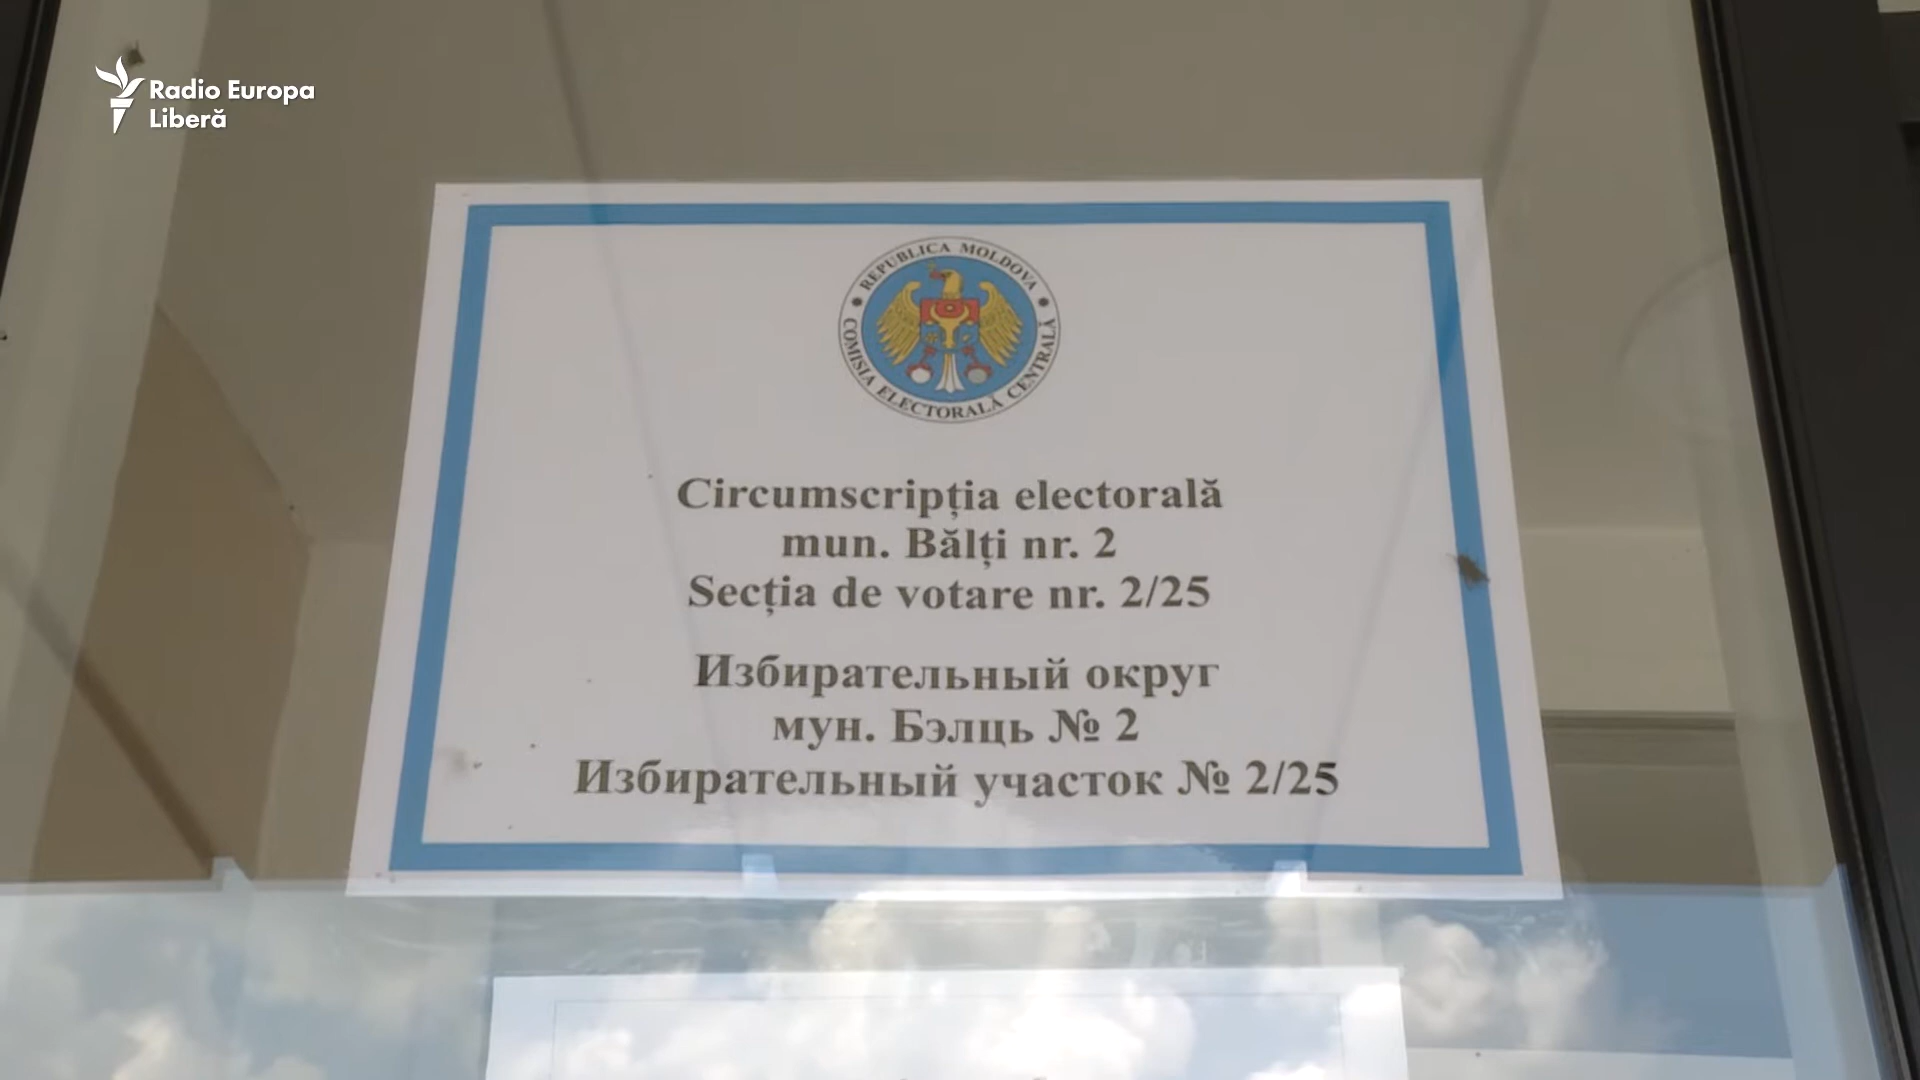 Radio Europa
Liberă
REPUBLICA MOLDOVA
COMISIA ELECTORALĂ CENTRALĂ
Circumscripția electorală
mun. Bălți nr. 2
Secția de votare nr. 2/25
Избирательный округ
мун. Бэлць № 2
Избирательный участок № 2/25